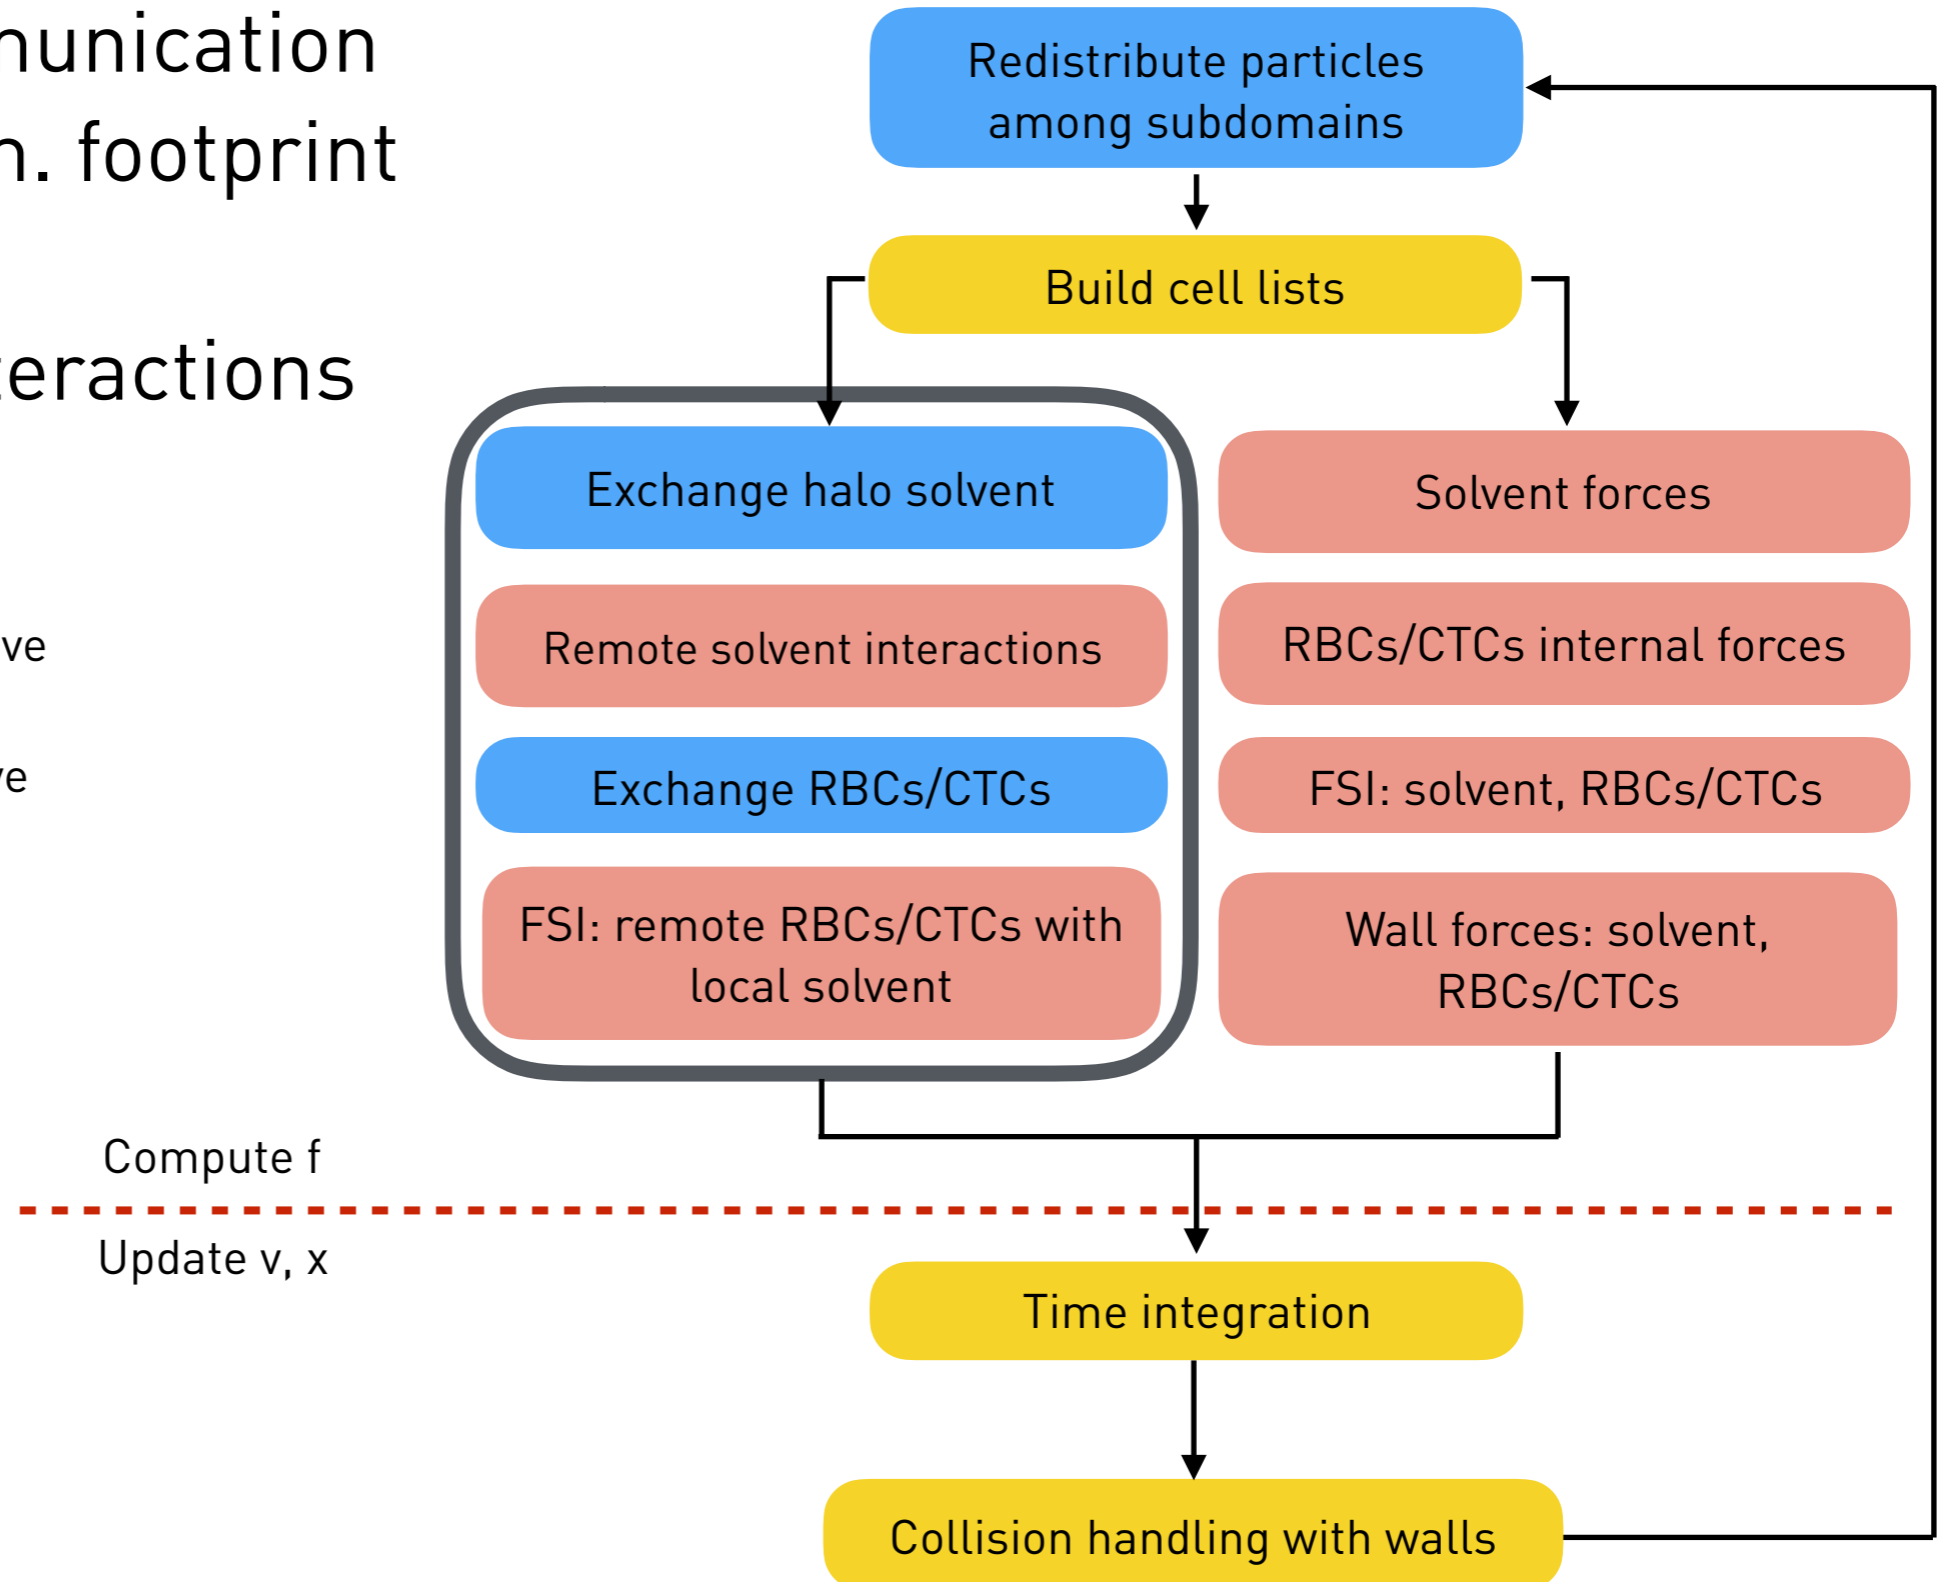 munication
n. footprint
teractions
ve
ve
Redistribute particles
among subdomains
Build cell lists
Exchange halo solvent
Remote solvent interactions
Exchange RBCs/CTCs
FSI: remote RBCs/CTCs with
local solvent
Solvent forces
RBCs/CTCs internal forces
FSI: solvent, RBCs/CTCs
Wall forces: solvent,
RBCs/CTCs
Compute f
Update v, x
Time integration
Collision handling with walls